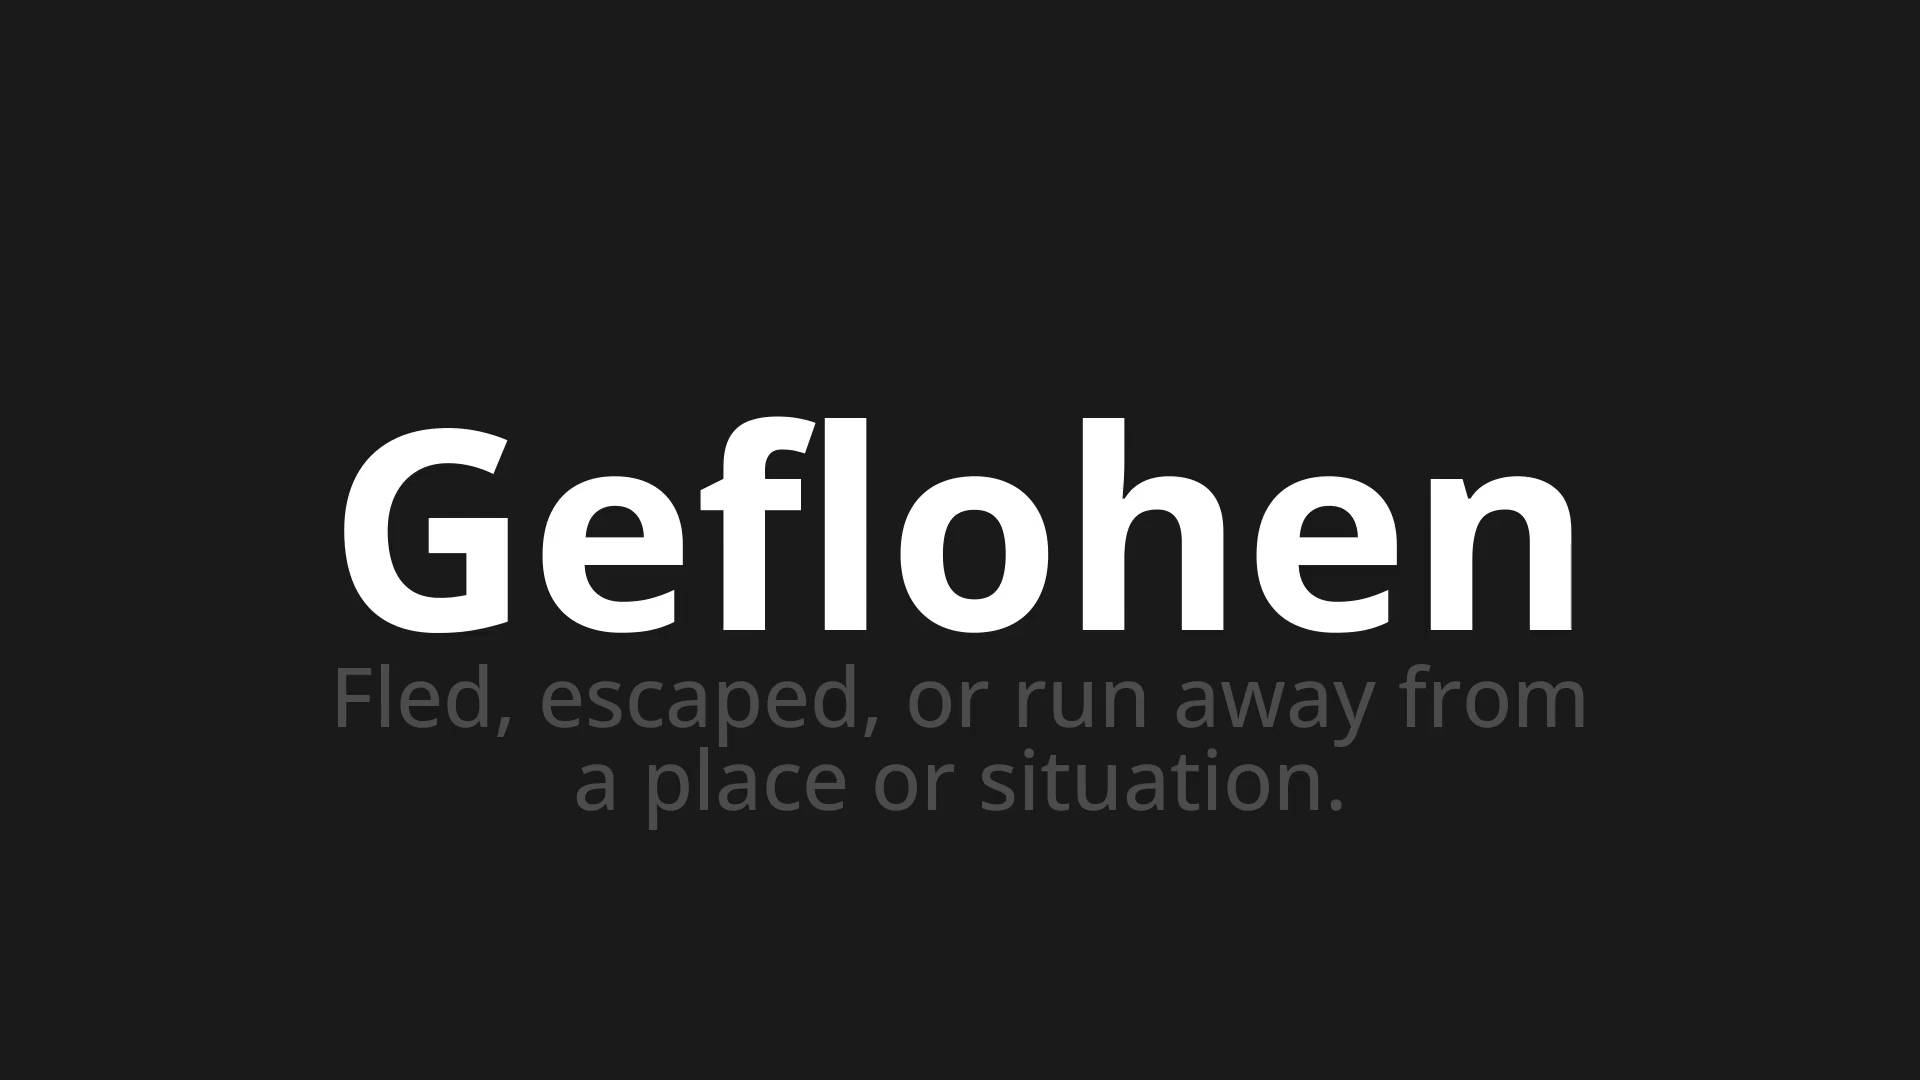 Geflohen
Fled, escaped, or run away from
a place or situation.